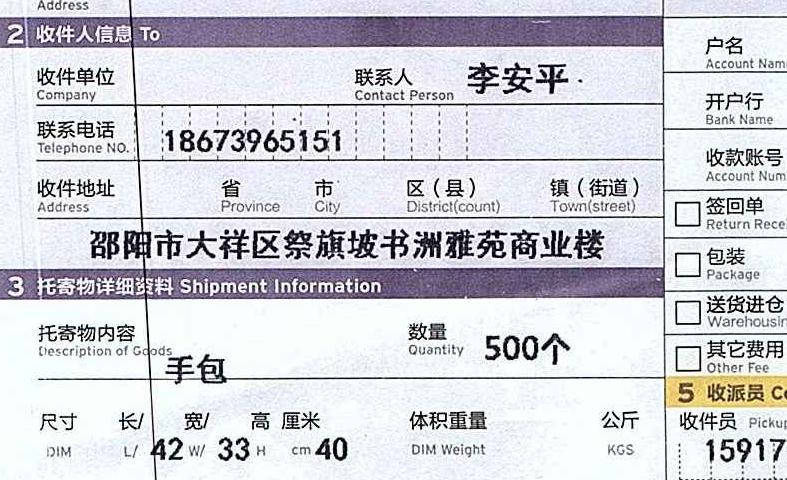 Address
2 收件人信息 To
收件单位 联系人 李安平.
Company Contact Person
联系电话 18673965151
Telephone NO.
收件地址 省 市 区(县) 镇(街道)
Address Province City District(count) Town(street)
邵阳市大祥区祭旗坡书洲雅苑商业楼
3 托寄物详细资料 Shipment Information
托寄物内容 数量 500个
Description of Goods Quantity
手包
尺寸 长/ 宽/ 高 厘米 体积重量 公斤
DIM L/ 42 W/ 33 H cm 40 DIM Weight KGS
户名
Account Nam
开户行
Bank Name
收款账号
Account Num
签回单
Return Rece
包装
Package
送货进仓
Warehousin
其它费用
Other Fee
5 收派员 Co
收件员 Pickup
15917